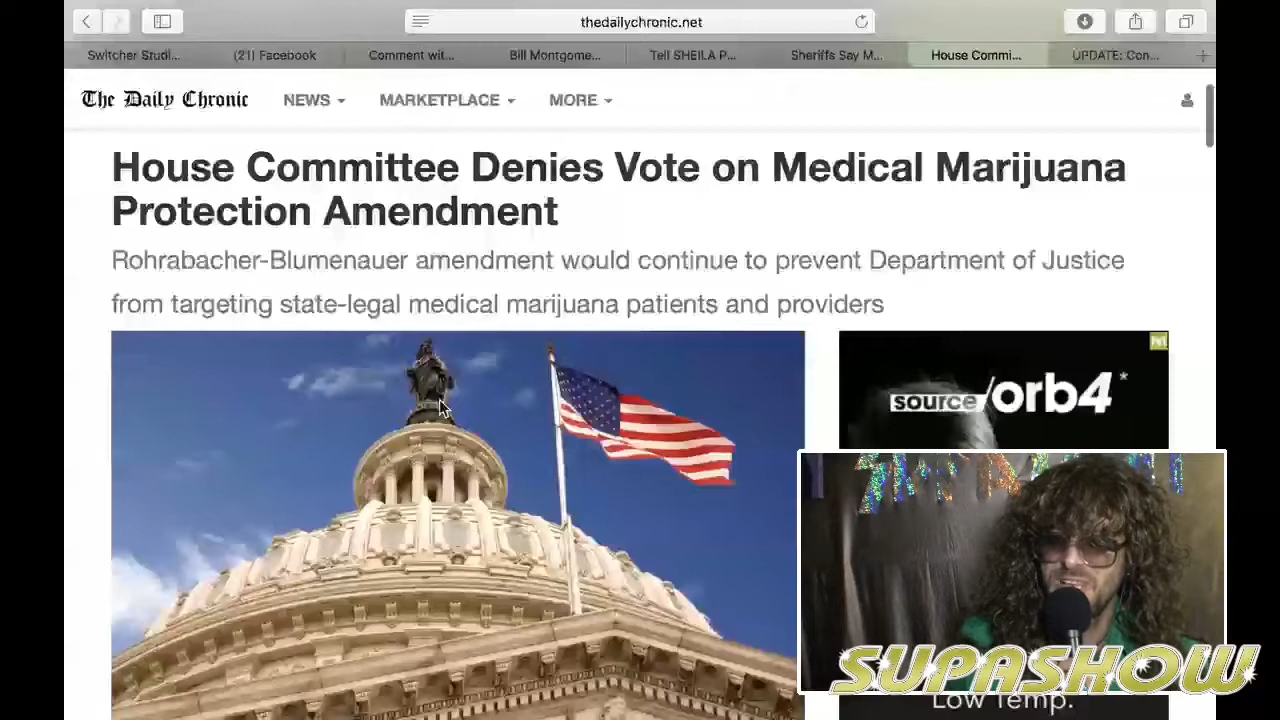 thedailychronic.net
Switcher Studi...
(21) Facebook
Comment wit...
Bill Montgome...
Tell SHEILA P...
Sheriffs Say M...
House Commi...
UPDATE: Con...
The Daily Chronic
NEWS
MARKETPLACE
MORE
House Committee Denies Vote on Medical Marijuana
Protection Amendment
Rohrabacher-Blumenauer amendment would continue to prevent Department of Justice
from targeting state-legal medical marijuana patients and providers
source/orb4*
SUPASHOW
Low Temp.